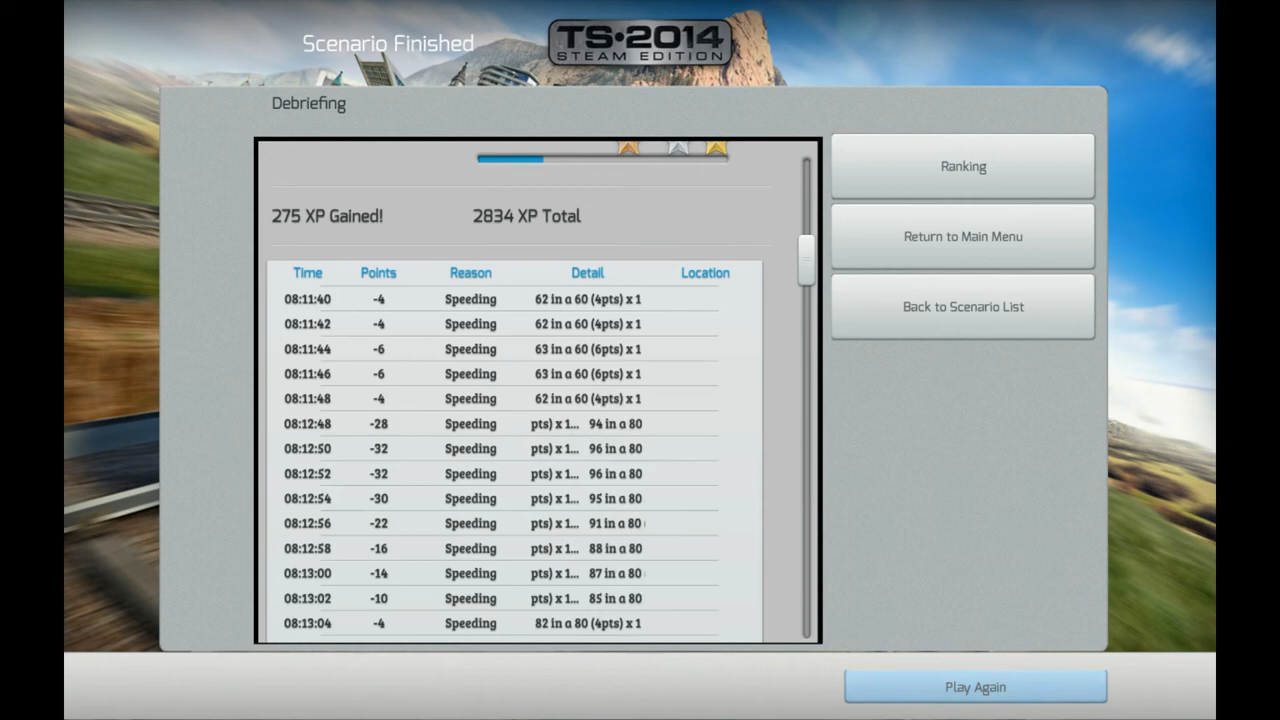 Scenario Finished
TS•2014
STEAM EDITION
Debriefing
275 XP Gained! 2834 XP Total
Time Points Reason Detail Location
08:11:40 -4 Speeding 62 in a 60 (4pts) x 1
08:11:42 -4 Speeding 62 in a 60 (4pts) x 1
08:11:44 -6 Speeding 63 in a 60 (6pts) x 1
08:11:46 -6 Speeding 63 in a 60 (6pts) x 1
08:11:48 -4 Speeding 62 in a 60 (4pts) x 1
08:12:48 -28 Speeding pts) x 1... 94 in a 80
08:12:50 -32 Speeding pts) x 1... 96 in a 80
08:12:52 -32 Speeding pts) x 1... 96 in a 80
08:12:54 -30 Speeding pts) x 1... 95 in a 80
08:12:56 -22 Speeding pts) x 1... 91 in a 80
08:12:58 -16 Speeding pts) x 1... 88 in a 80
08:13:00 -14 Speeding pts) x 1... 87 in a 80
08:13:02 -10 Speeding pts) x 1... 85 in a 80
08:13:04 -4 Speeding 82 in a 80 (4pts) x 1
Ranking
Return to Main Menu
Back to Scenario List
Play Again